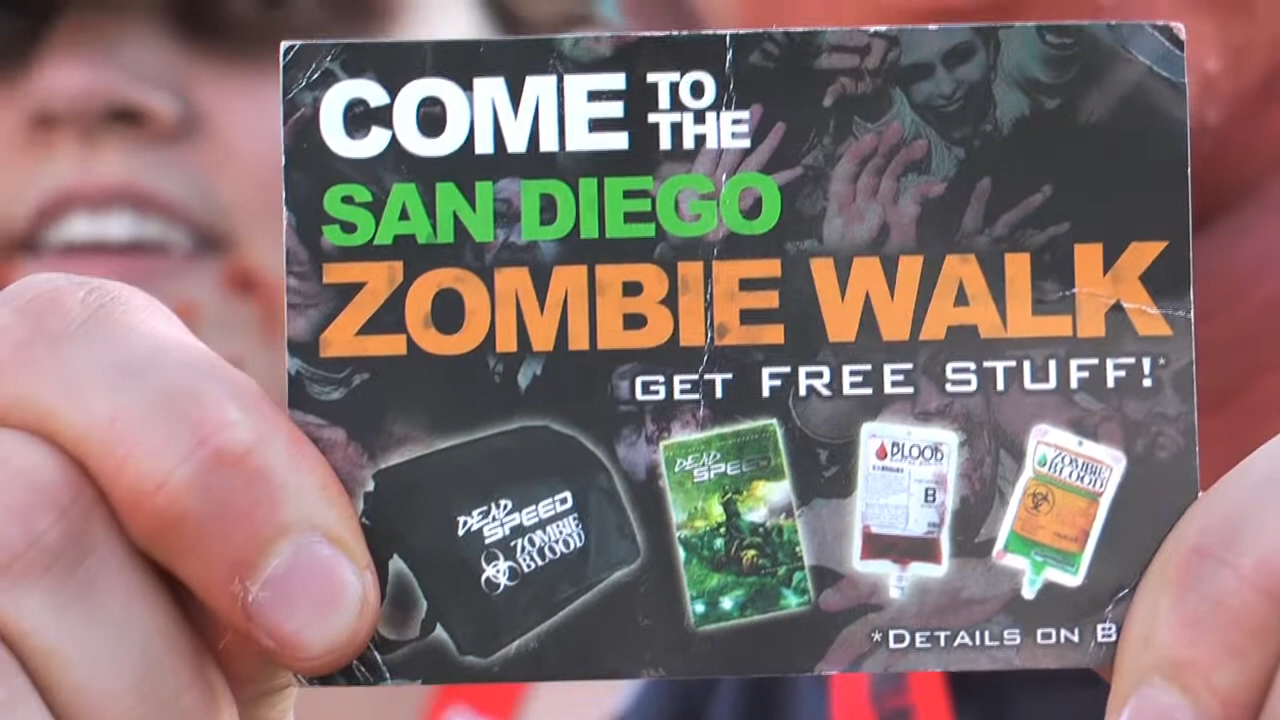 COME TO THE
SAN DIEGO
ZOMBIE WALK
GET FREE STUFF!*
DEAD SPEED
ZOMBIE BLOOD
DEAD SPEED
BLOOD
B
ZOMBIE BLOOD
*DETAILS ON B